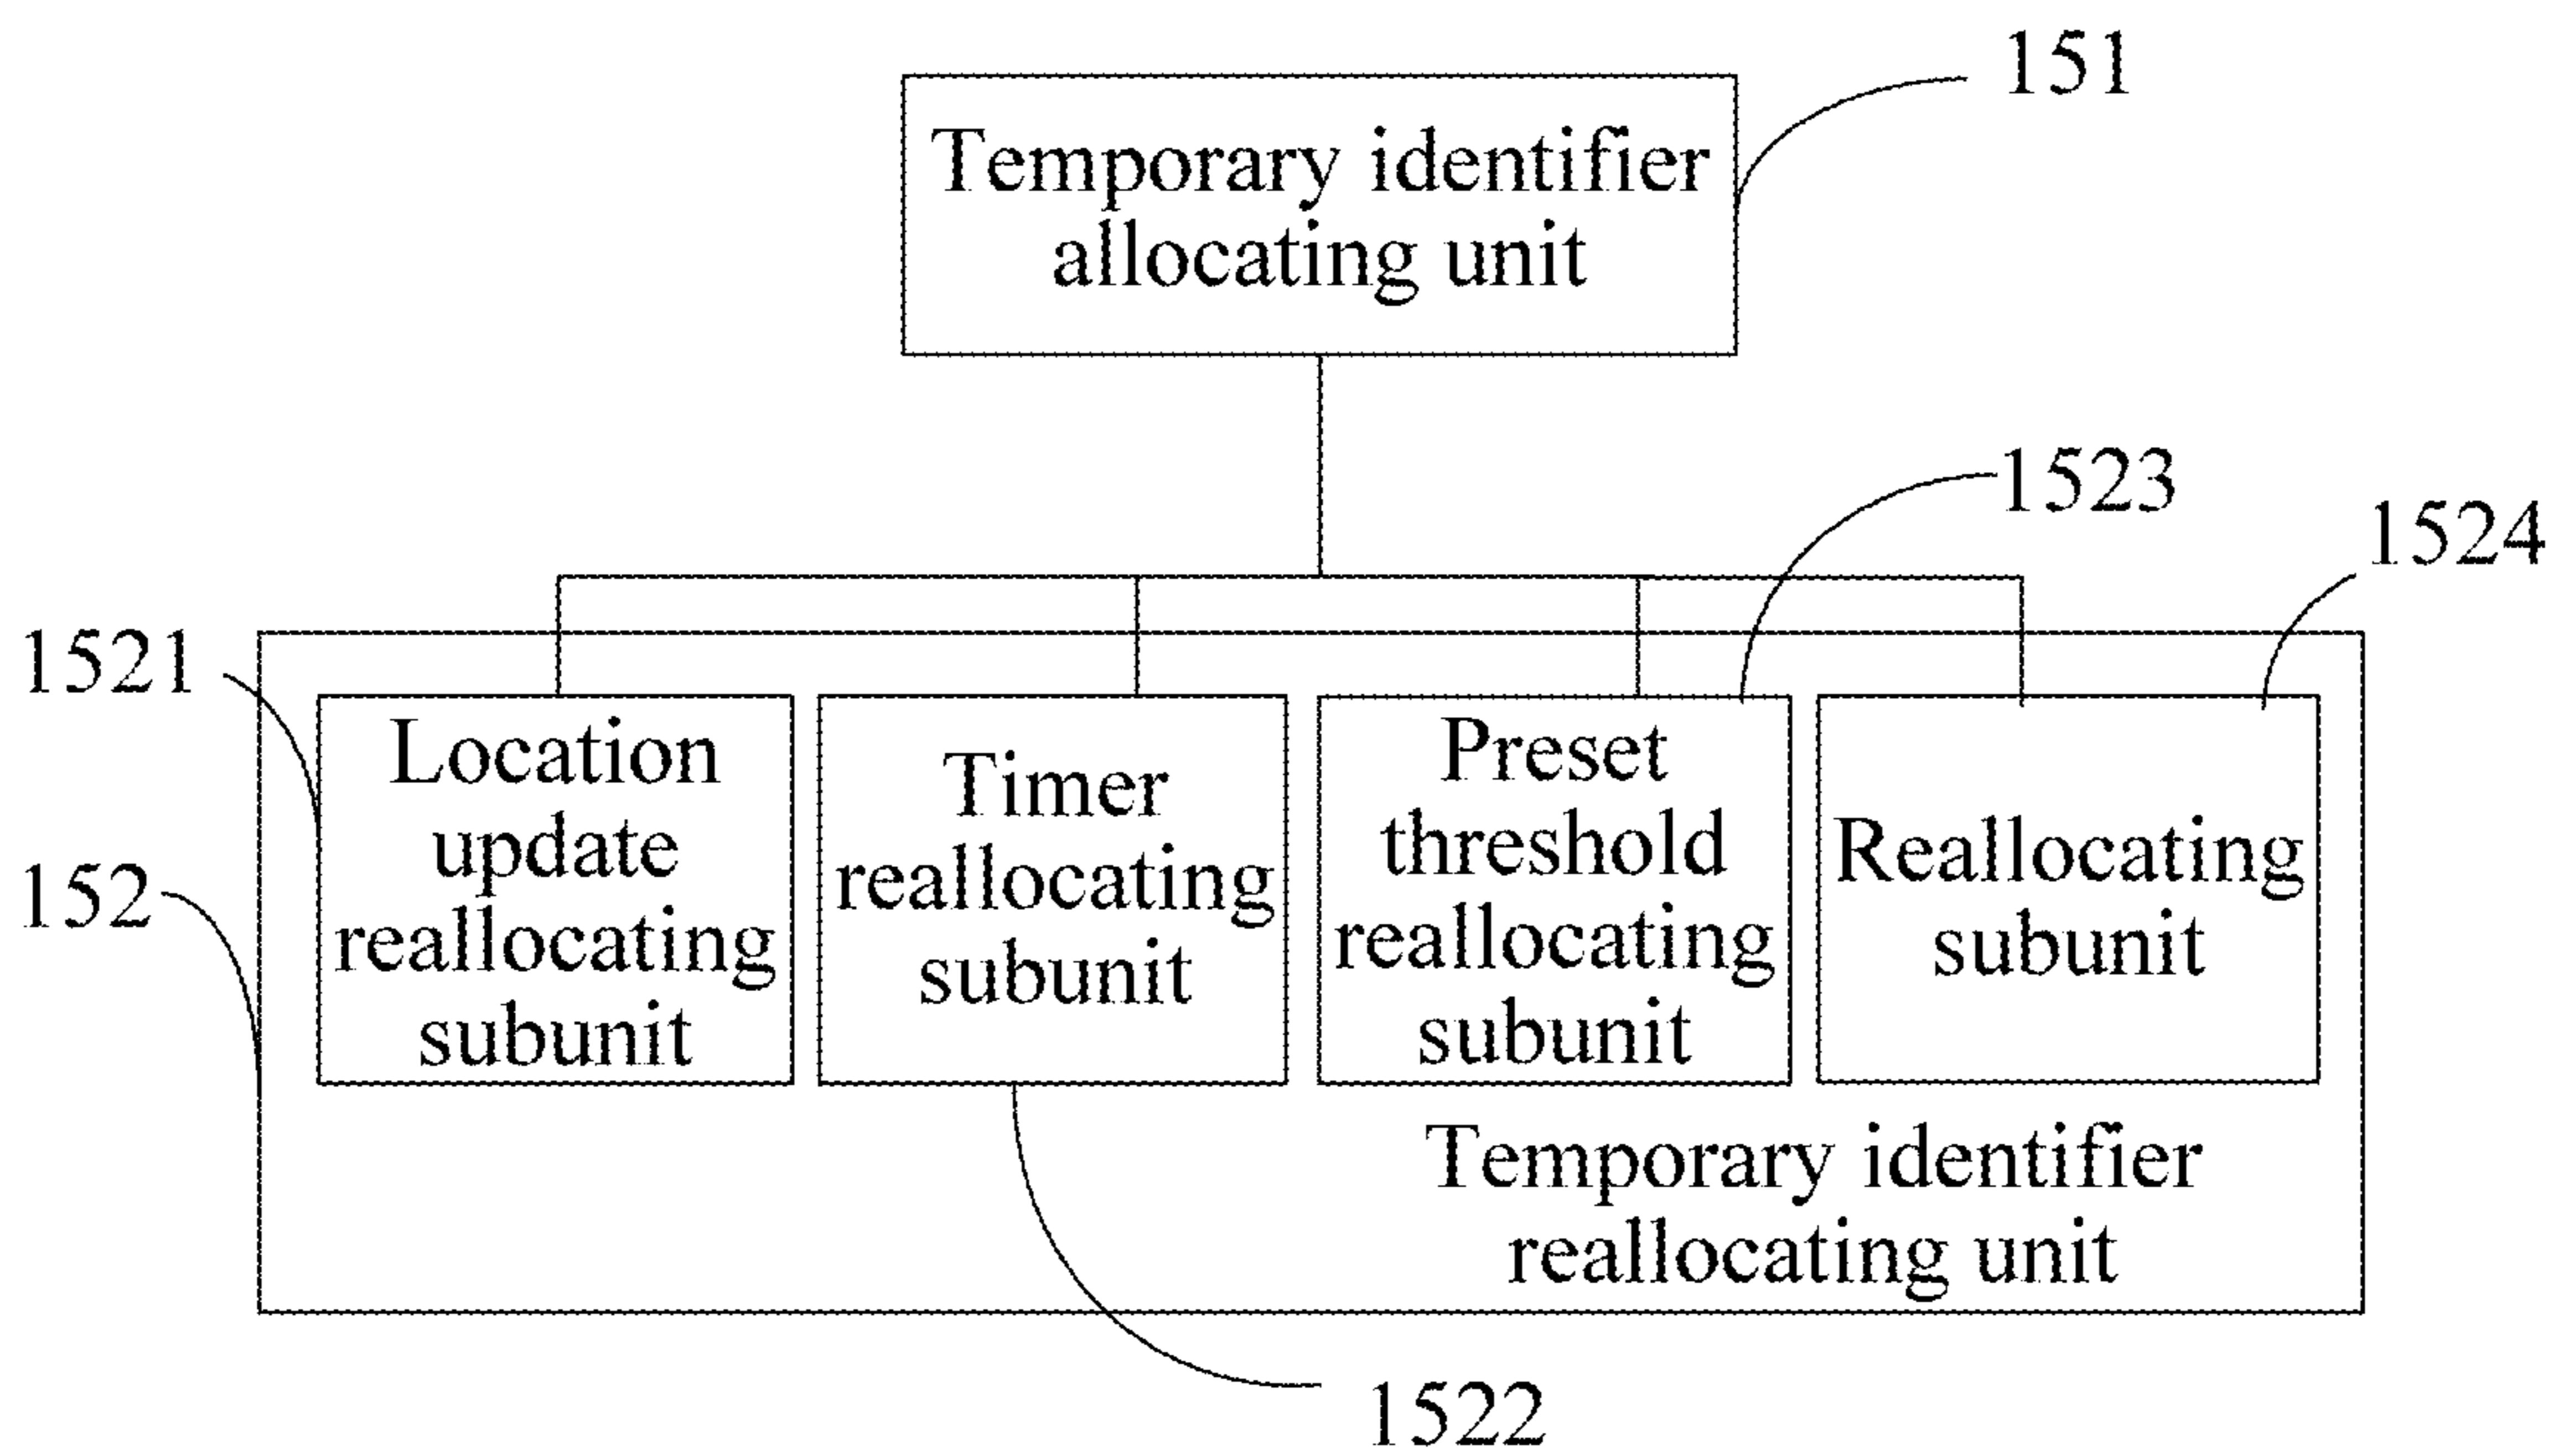 151
Temporary identifier
allocating unit
1523
1524
1521
152
Location
update
reallocating
subunit
Timer
reallocating
subunit
Preset
threshold
reallocating
subunit
Reallocating
subunit
Temporary identifier
reallocating unit
1522